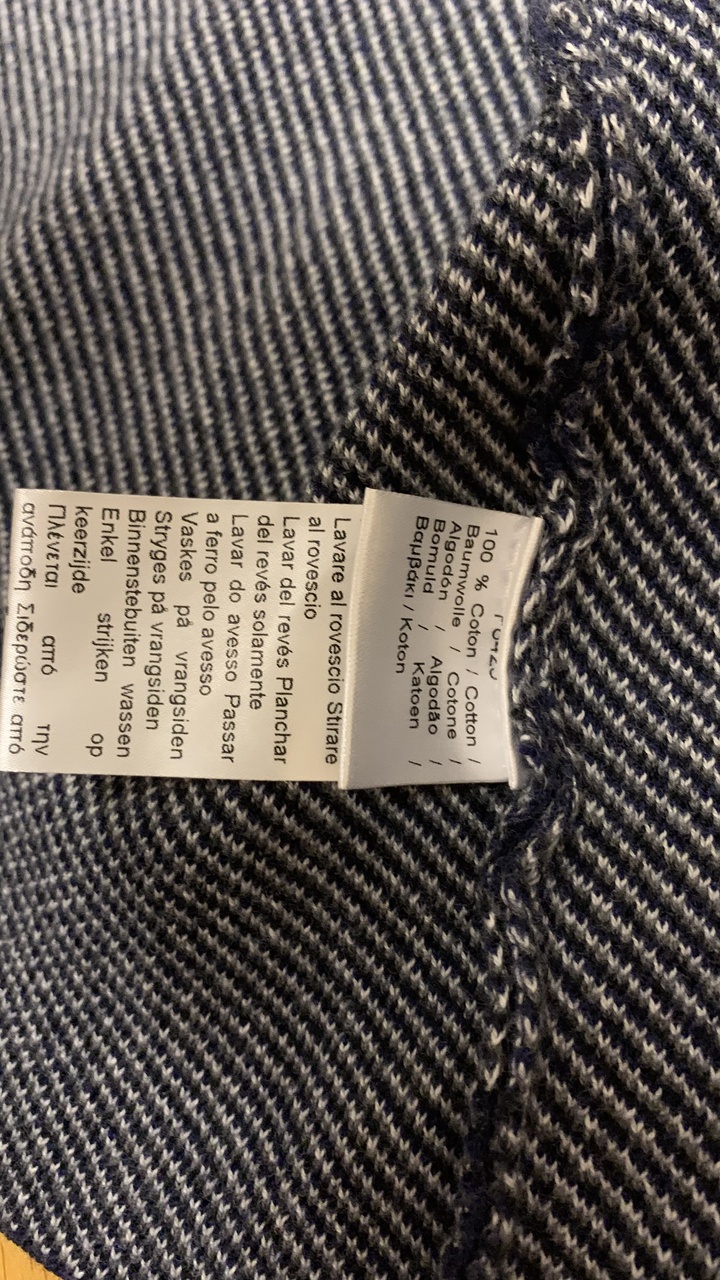 100 % Coton / Cotton /
Baumwolle / Cotone /
Algodón / Algodão /
Bomuld / Katoen /
Βαμβάκι / Koton
Lavare al rovescio Stirare
al rovescio
Lavar del revés Planchar
del revés solamente
Lavar do avesso Passar
a ferro pelo avesso
Vaskes på vrangsiden
Stryges på vrangsiden
Binnenstebuiten wassen
Enkel strijken op
keerzijde
Πλένεται από την
ανάποδη Σιδερώστε από